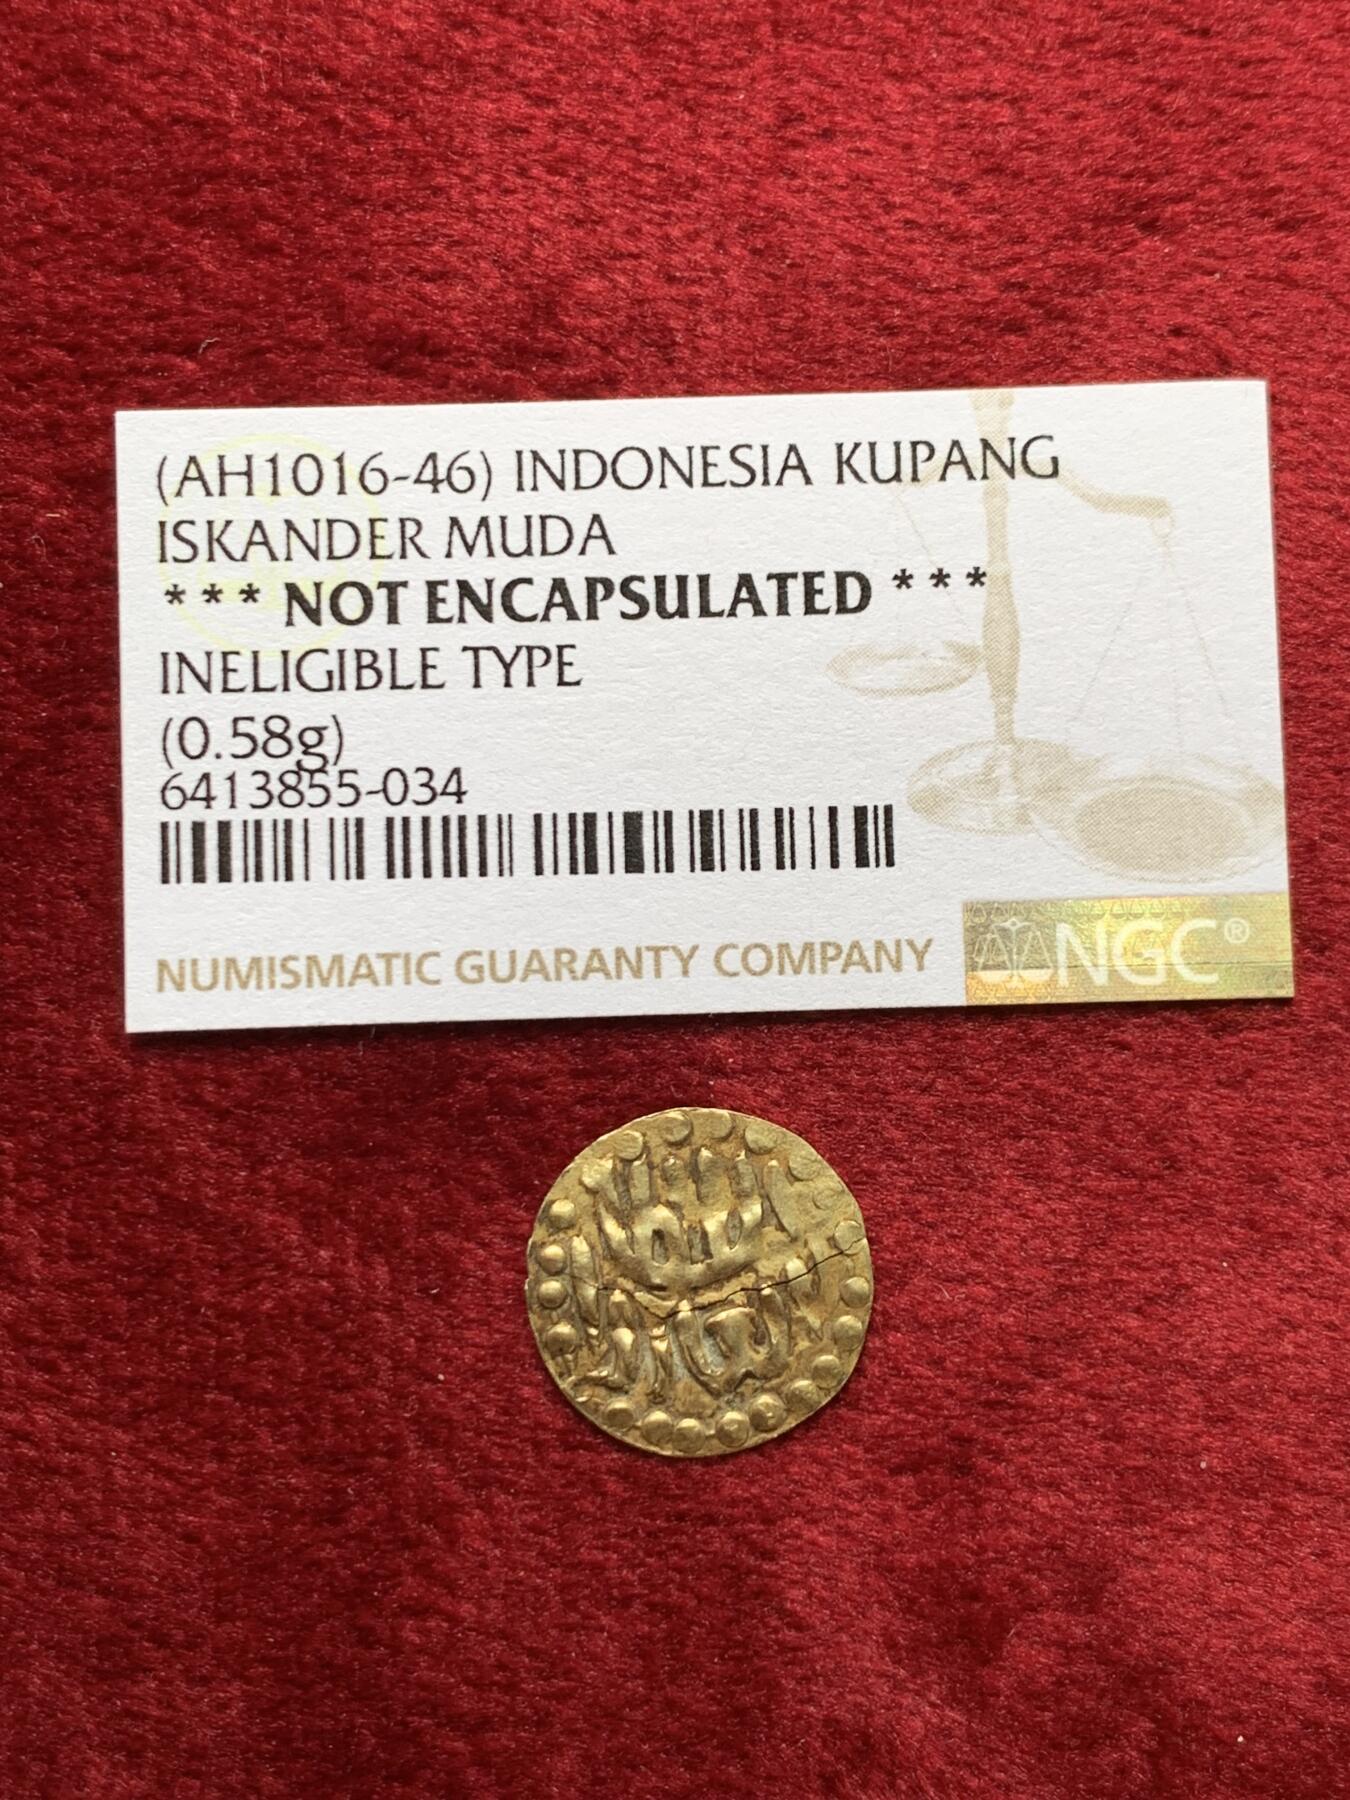 (AH1016-46) INDONESIA KUPANG
ISKANDER MUDA
*** NOT ENCAPSULATED ***
INELIGIBLE TYPE
(0.58g)
6413855-034
NUMISMATIC GUARANTY COMPANY
NGC®